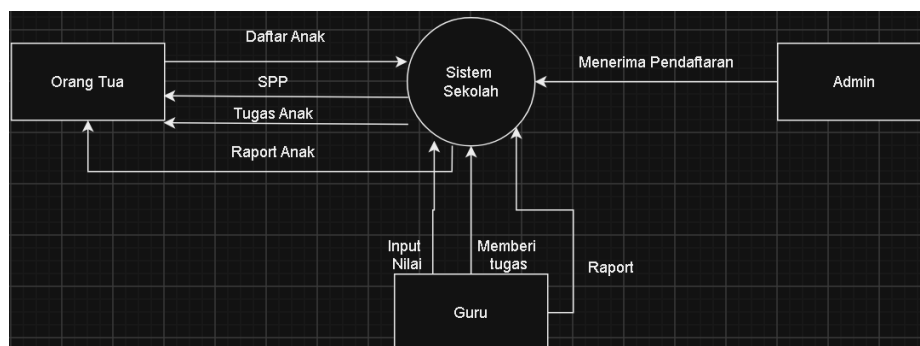 Daftar Anak
Orang Tua
SPP
Tugas Anak
Raport Anak
Sistem
Sekolah
Menerima Pendaftaran
Admin
Input
Nilai
Memberi
tugas
Raport
Guru